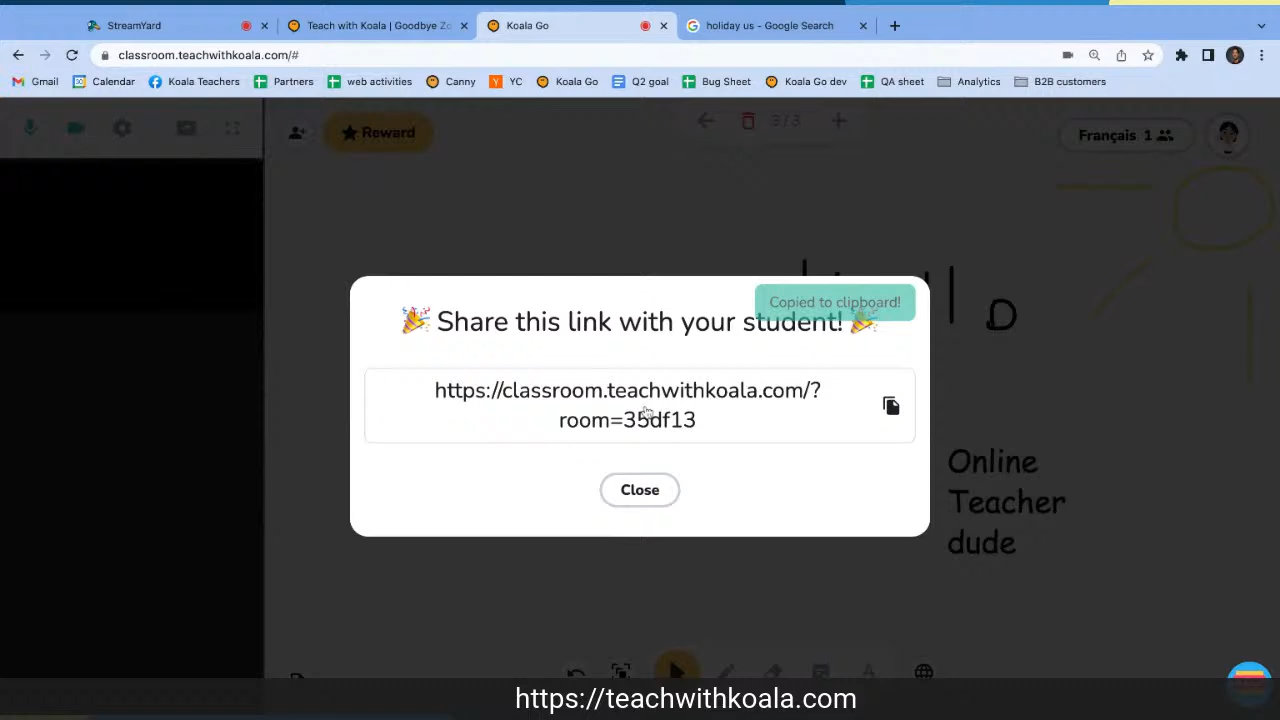 StreamYard
Teach with Koala | Goodbye Zo
Koala Go
holiday us - Google Search
classroom.teachwithkoala.com/#
Gmail
Calendar
Koala Teachers
Partners
web activities
Canny
YC
Koala Go
Q2 goal
Bug Sheet
Koala Go dev
QA sheet
Analytics
B2B customers
Reward
3 / 3
Français 1
Copied to clipboard!
Share this link with your student!
https://classroom.teachwithkoala.com/?
room=35df13
Close
Online
Teacher
dude
https://teachwithkoala.com